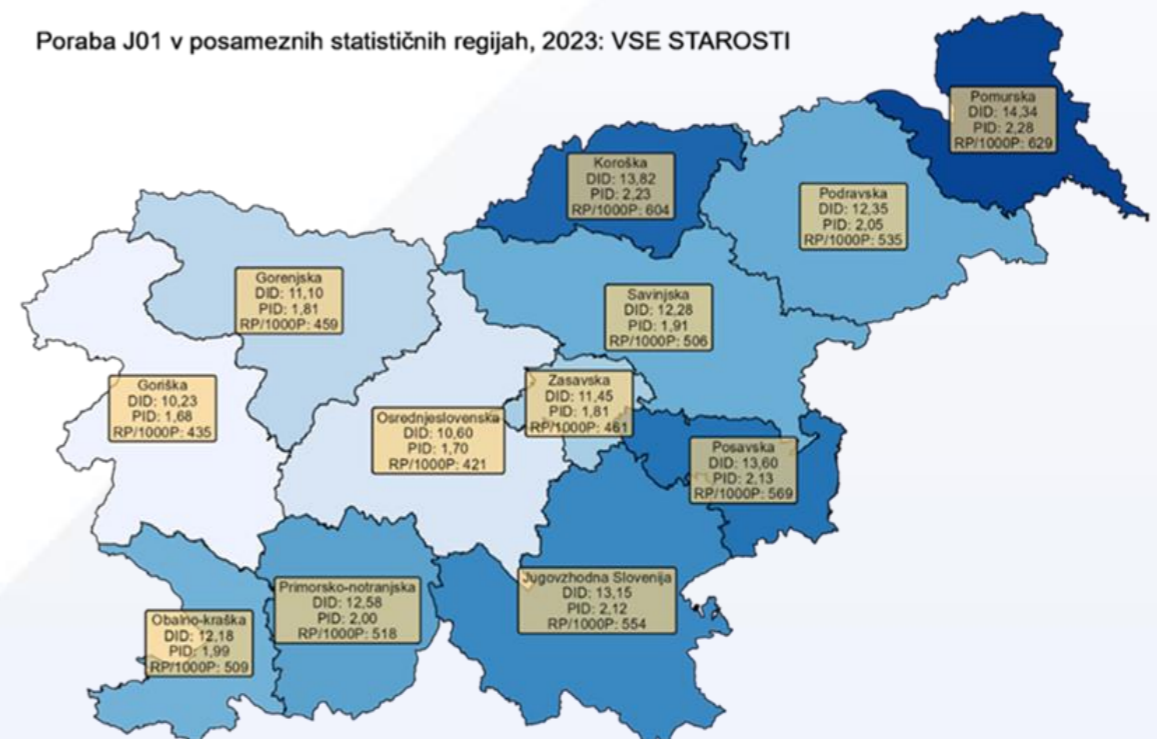 Poraba J01 v posameznih statističnih regijah, 2023: VSE STAROSTI
Pomurska
DID: 14,34
PID: 2,28
RP/1000P: 629
Koroška
DID: 13,82
PID: 2,23
RP/1000P: 604
Podravska
DID: 12,35
PID: 2,05
RP/1000P: 535
Gorenjska
DID: 11,10
PID: 1,81
RP/1000P: 459
Savinjska
DID: 12,28
PID: 1,91
RP/1000P: 506
Goriška
DID: 10,23
PID: 1,68
RP/1000P: 435
Osrednjeslovenska
DID: 10,60
PID: 1,70
RP/1000P: 421
Zasavska
DID: 11,45
PID: 1,81
RP/1000P: 461
Posavska
DID: 13,60
PID: 2,13
RP/1000P: 569
Obalno-kraška
DID: 12,18
PID: 1,99
RP/1000P: 509
Primorsko-notranjska
DID: 12,58
PID: 2,00
RP/1000P: 518
Jugovzhodna Slovenija
DID: 13,15
PID: 2,12
RP/1000P: 554